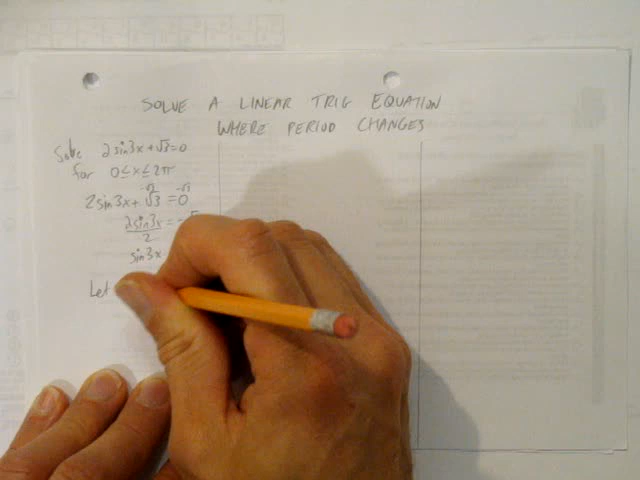 SOLVE A LINEAR TRIG EQUATION
WHERE PERIOD CHANGES
Solve 2sin3x+√3=0
for 0≤x≤2π
-√3 -√3
2sin3x+√3=0
2sin3x = -√
2
sin3x
Let